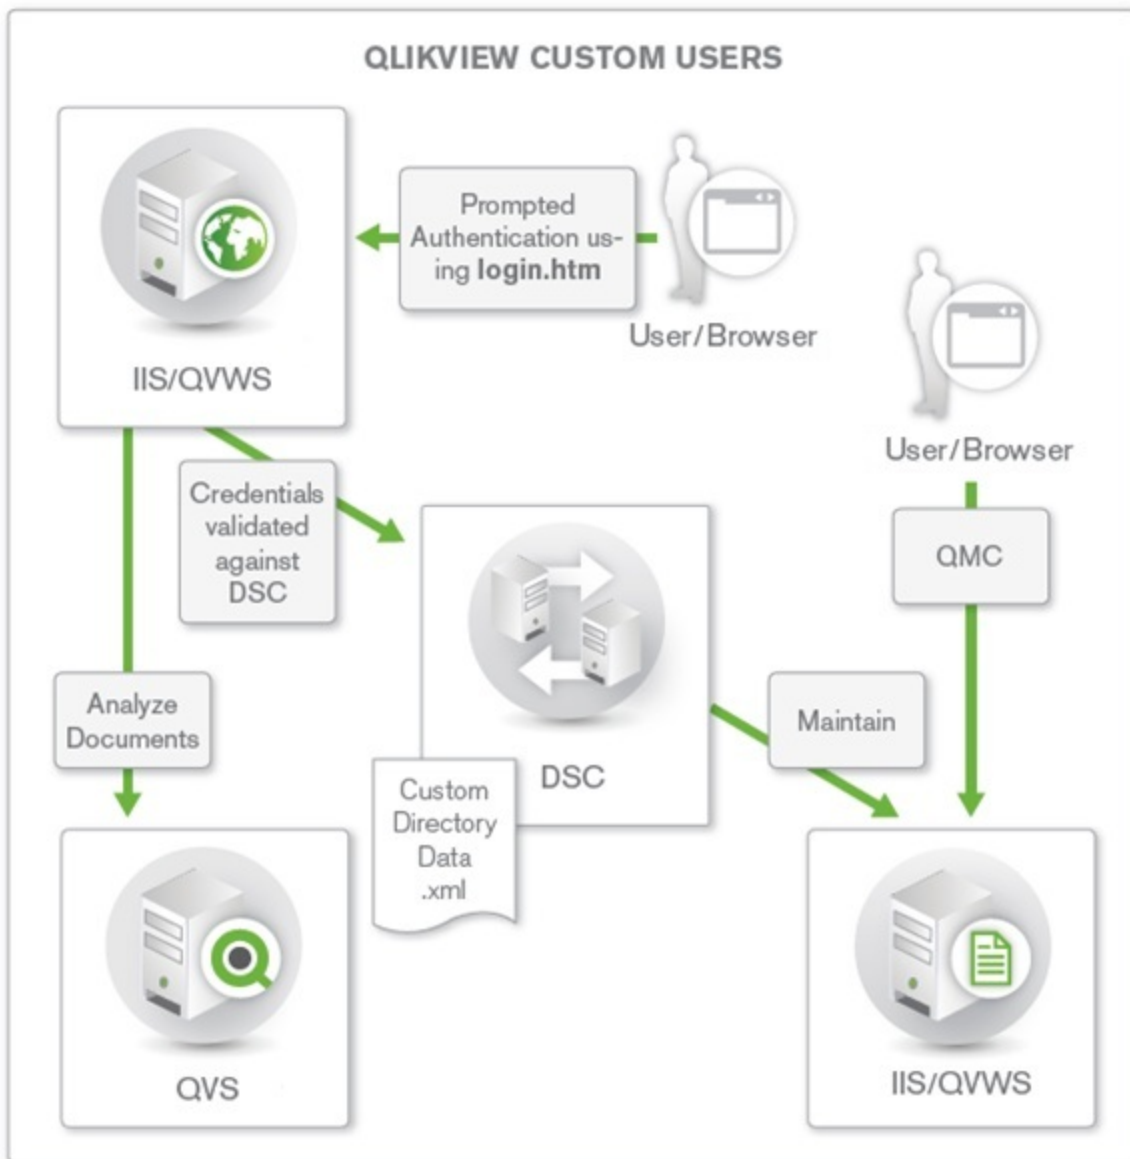 QLIKVIEW CUSTOM USERS
Prompted
Authentication us-
ing login.htm
User/Browser
IIS/QVWS
User/Browser
Credentials
validated
against
DSC
QMC
Analyze
Documents
Maintain
DSC
Custom
Directory
Data
.xml
QVS
IIS/QVWS